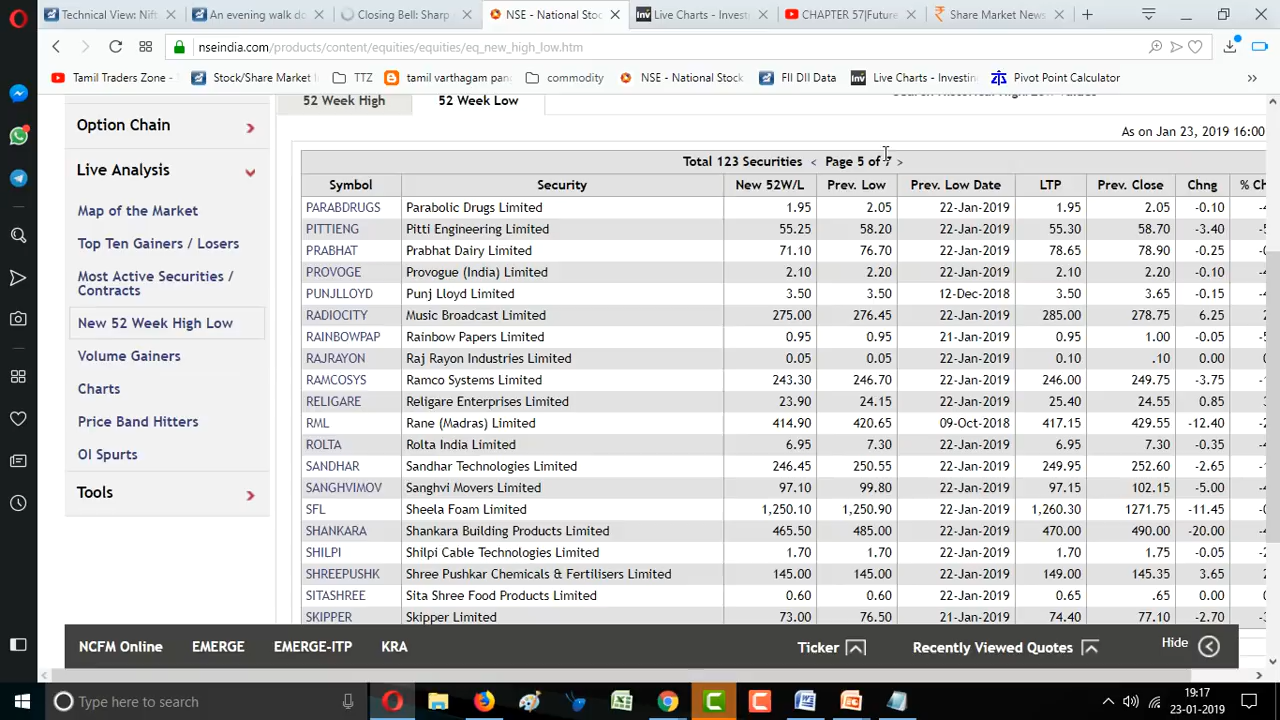 Technical View: Nift
An evening walk do
Closing Bell: Sharp
NSE - National Stoc
Live Charts - Invest
CHAPTER 57|Future
Share Market News
nseindia.com/products/content/equities/equities/eq_new_high_low.htm
Tamil Traders Zone -
Stock/Share Market
TTZ
tamil varthagam pan
commodity
NSE - National Stock
FII DII Data
Live Charts - Investin
Pivot Point Calculator
Option Chain
Live Analysis
Map of the Market
Top Ten Gainers / Losers
Most Active Securities /
Contracts
New 52 Week High Low
Volume Gainers
Charts
Price Band Hitters
OI Spurts
Tools
52 Week High
52 Week Low
As on Jan 23, 2019 16:00
Total 123 Securities < Page 5 of 7 >
Symbol Security New 52W/L Prev. Low Prev. Low Date LTP Prev. Close Chng % Ch
PARABDRUGS Parabolic Drugs Limited 1.95 2.05 22-Jan-2019 1.95 2.05 -0.10
PITTIENG Pitti Engineering Limited 55.25 58.20 22-Jan-2019 55.30 58.70 -3.40
PRABHAT Prabhat Dairy Limited 71.10 76.70 22-Jan-2019 78.65 78.90 -0.25
PROVOGE Provogue (India) Limited 2.10 2.20 22-Jan-2019 2.10 2.20 -0.10
PUNJLLOYD Punj Lloyd Limited 3.50 3.50 12-Dec-2018 3.50 3.65 -0.15
RADIOCITY Music Broadcast Limited 275.00 276.45 22-Jan-2019 285.00 278.75 6.25
RAINBOWPAP Rainbow Papers Limited 0.95 0.95 21-Jan-2019 0.95 1.00 -0.05
RAJRAYON Raj Rayon Industries Limited 0.05 0.05 22-Jan-2019 0.10 .10 0.00
RAMCOSYS Ramco Systems Limited 243.30 246.70 22-Jan-2019 246.00 249.75 -3.75
RELIGARE Religare Enterprises Limited 23.90 24.15 22-Jan-2019 25.40 24.55 0.85
RML Rane (Madras) Limited 414.90 420.65 09-Oct-2018 417.15 429.55 -12.40
ROLTA Rolta India Limited 6.95 7.30 22-Jan-2019 6.95 7.30 -0.35
SANDHAR Sandhar Technologies Limited 246.45 250.55 22-Jan-2019 249.95 252.60 -2.65
SANGHVIMOV Sanghvi Movers Limited 97.10 99.80 22-Jan-2019 97.15 102.15 -5.00
SFL Sheela Foam Limited 1,250.10 1,250.90 22-Jan-2019 1,260.30 1271.75 -11.45
SHANKARA Shankara Building Products Limited 465.50 485.00 22-Jan-2019 470.00 490.00 -20.00
SHILPI Shilpi Cable Technologies Limited 1.70 1.70 22-Jan-2019 1.70 1.75 -0.05
SHREEPUSHK Shree Pushkar Chemicals & Fertilisers Limited 145.00 145.00 22-Jan-2019 149.00 145.35 3.65
SITASHREE Sita Shree Food Products Limited 0.60 0.60 22-Jan-2019 0.65 .65 0.00
SKIPPER Skipper Limited 73.00 76.50 21-Jan-2019 74.40 77.10 -2.70
NCFM Online
EMERGE
EMERGE-ITP
KRA
Ticker
Recently Viewed Quotes
Hide
Type here to search
19:17
23-01-2019